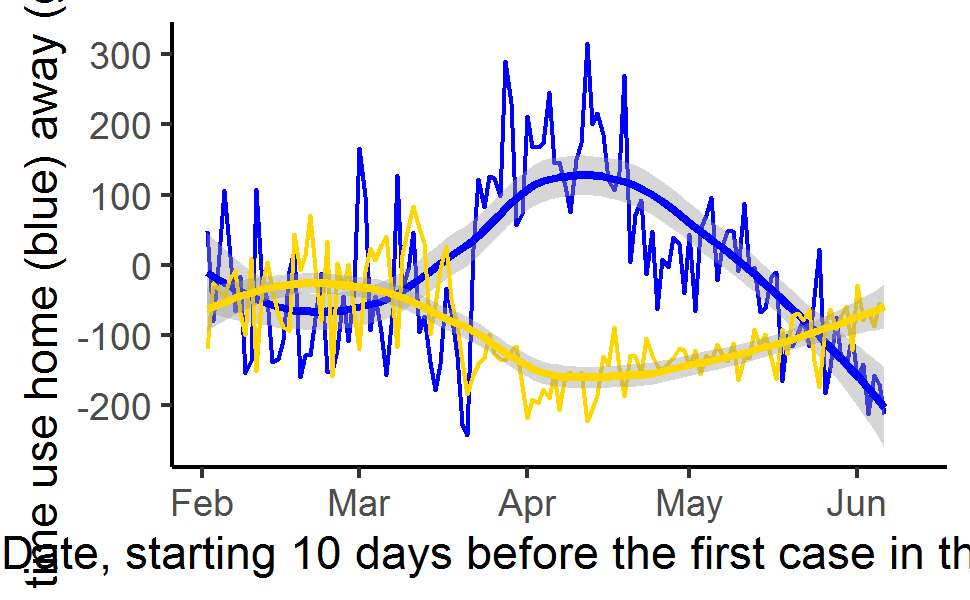 time use home (blue) away (
300
200
100
0
-100
-200
Feb Mar Apr May Jun
Date, starting 10 days before the first case in th